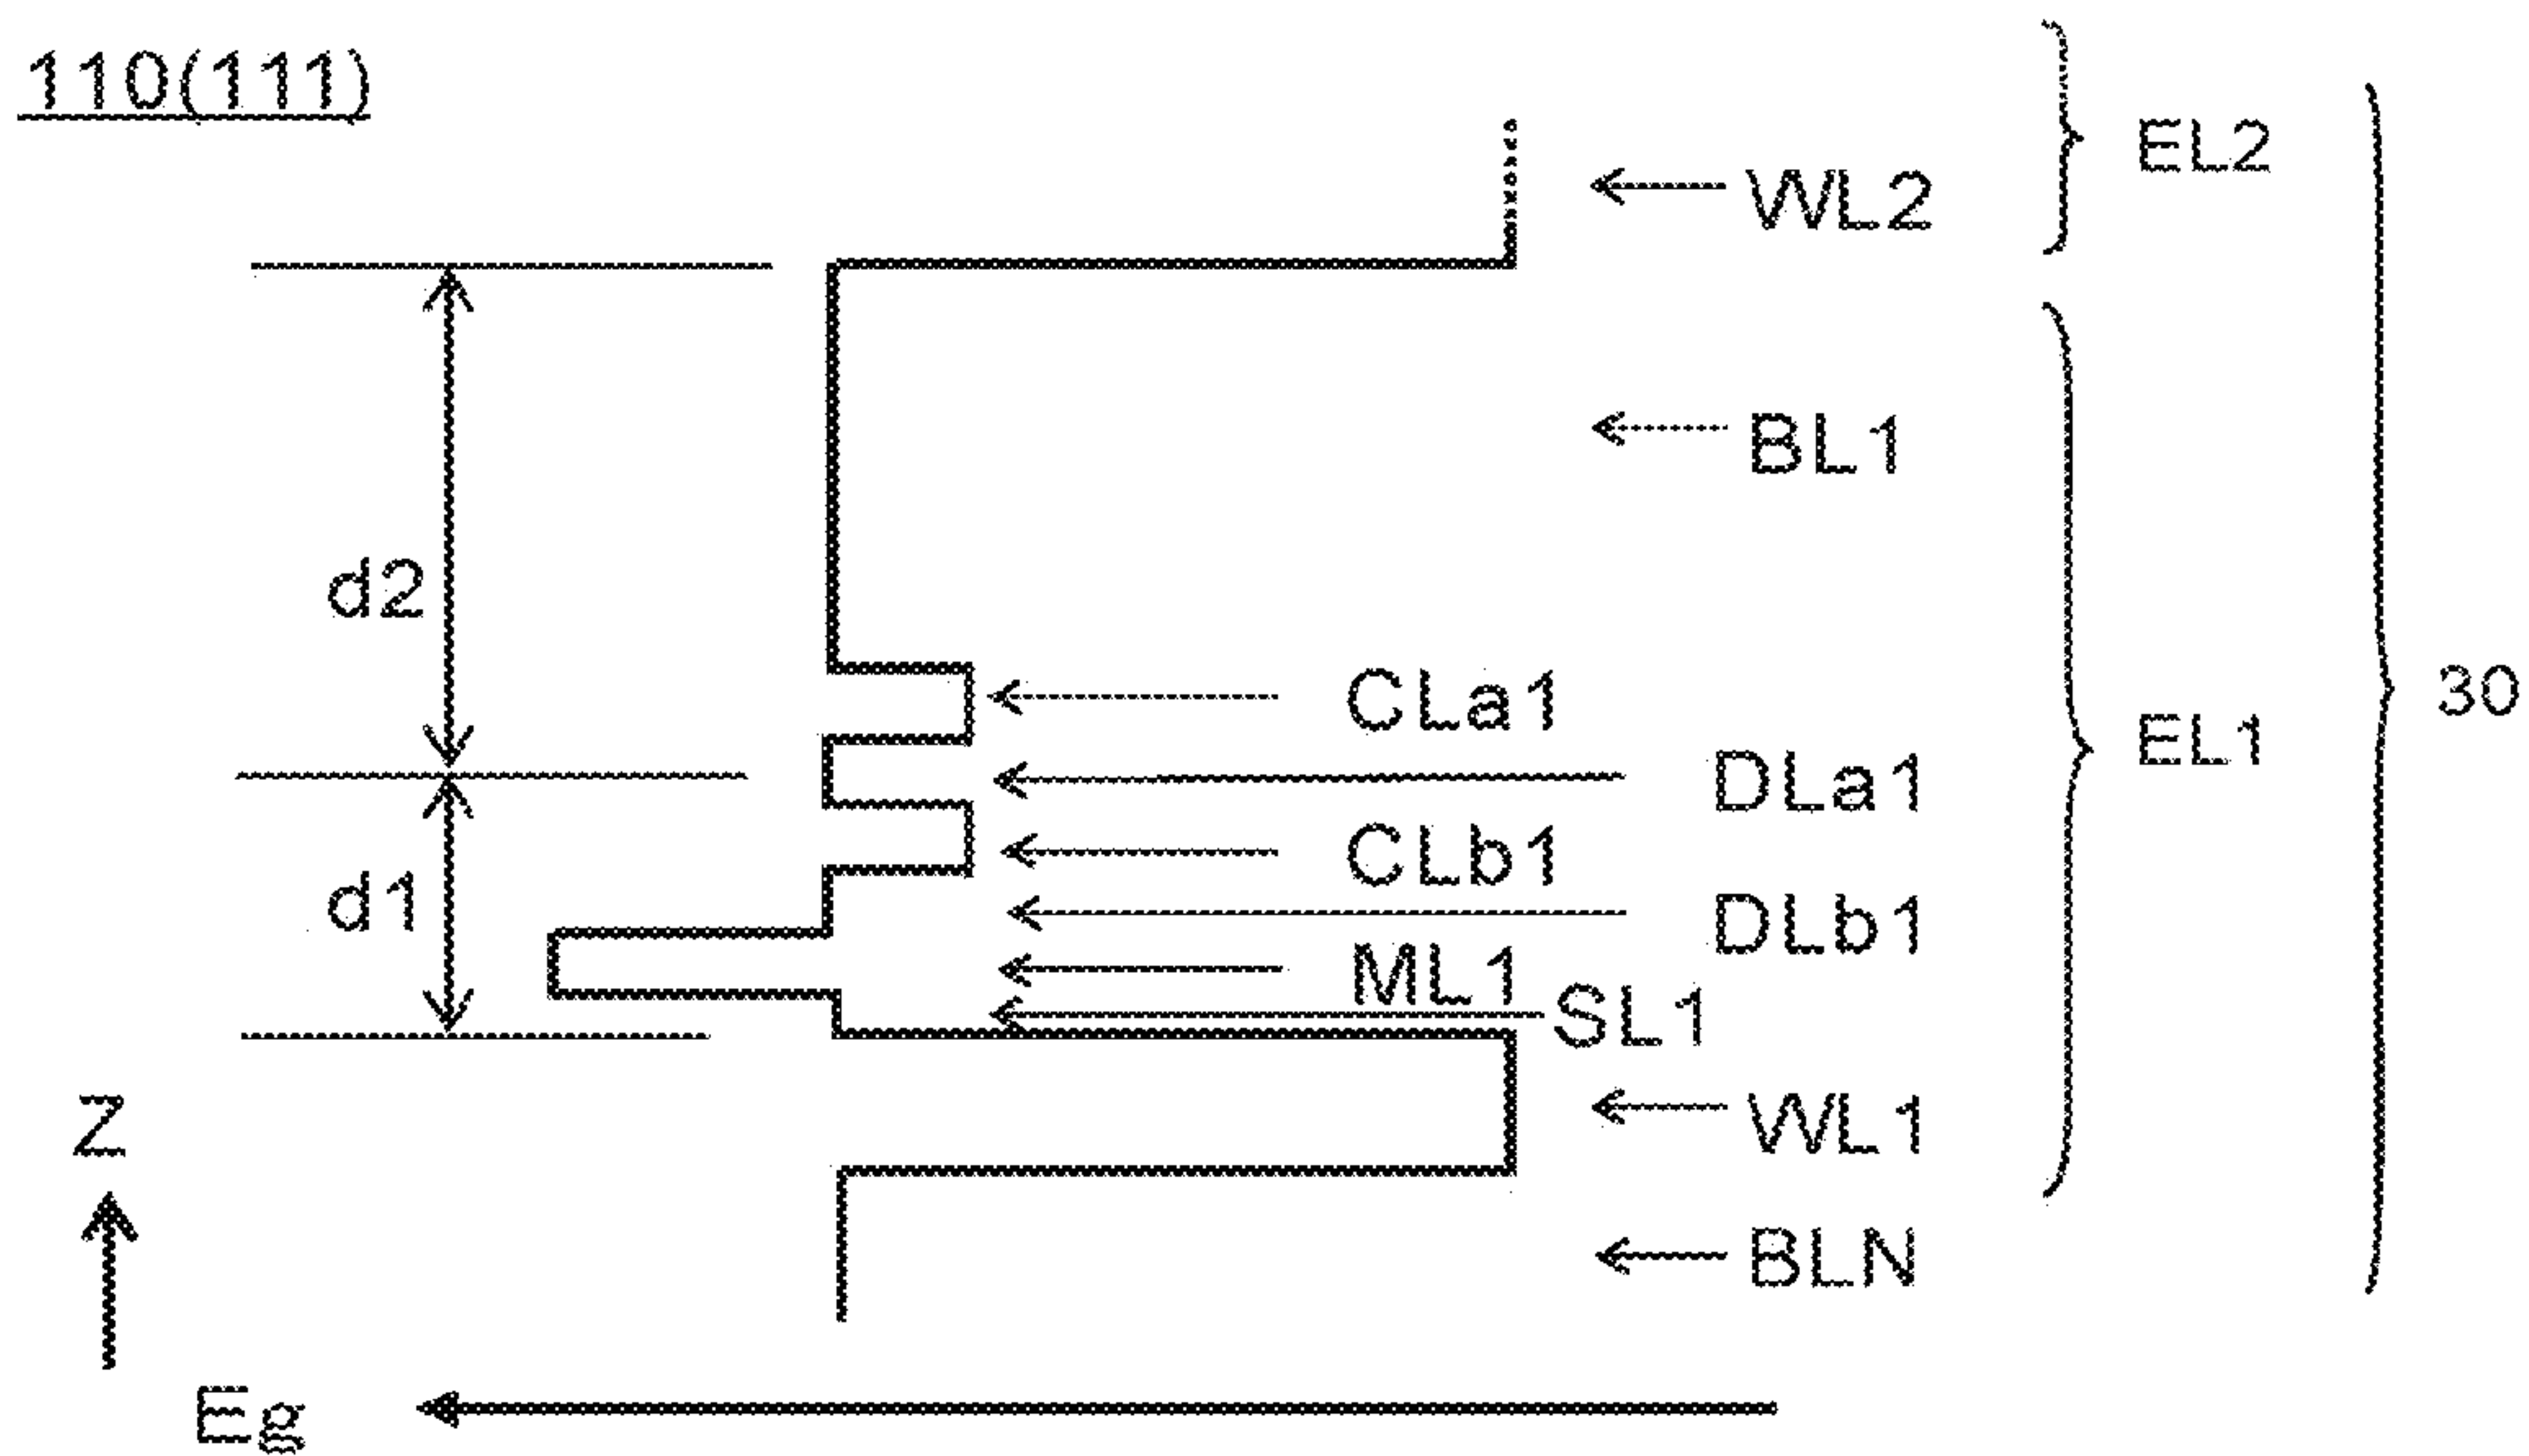 110(111)
EL2
WL2
BL1
d2
CLa1
30
EL1
DLa1
CLb1
d1
DLb1
ML1
SL1
Z
WL1
BLN
Eg